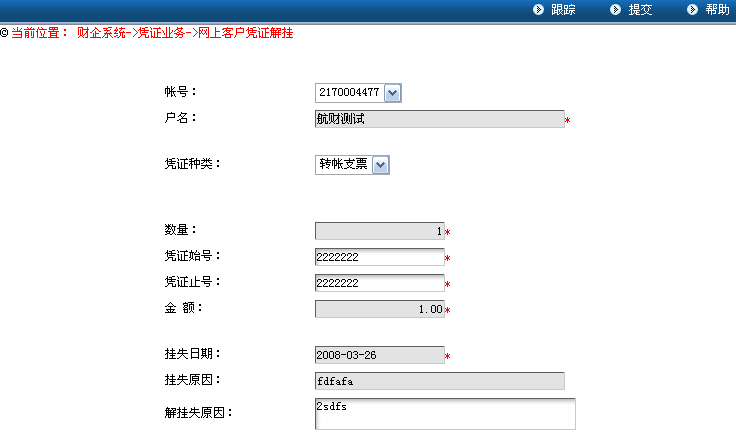 跟踪 提交 帮助
当前位置： 财企系统->凭证业务->网上客户凭证解挂
帐号： 2170004477
户名： 航财测试*
凭证种类： 转帐支票
数量： 1*
凭证始号： 2222222*
凭证止号： 2222222*
金 额： 1.00*
挂失日期： 2008-03-26*
挂失原因： fdfafa
解挂失原因： 2sdfs